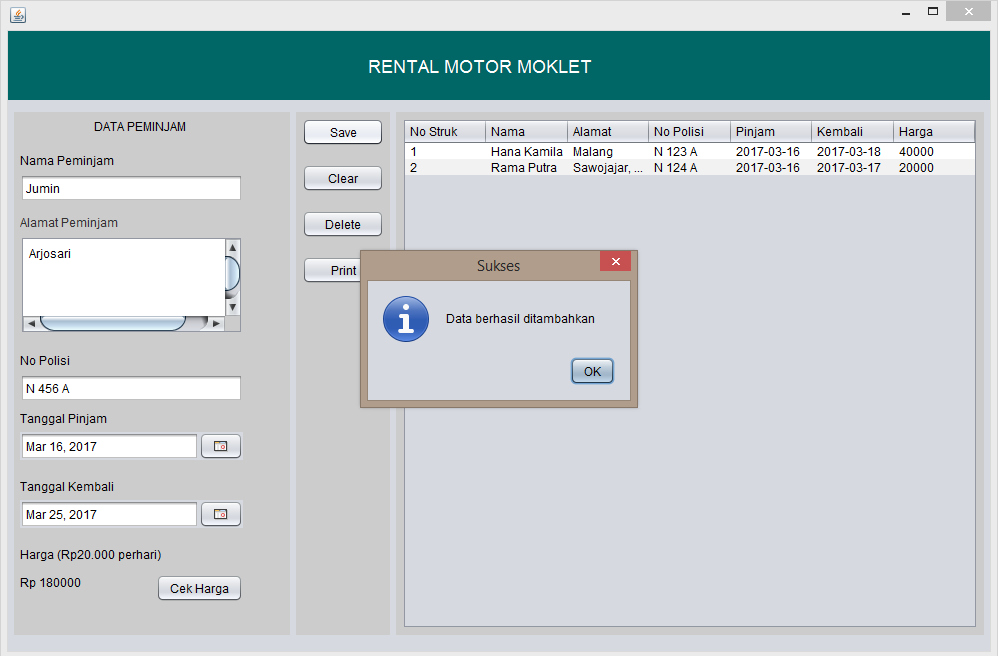 RENTAL MOTOR MOKLET
DATA PEMINJAM
Nama Peminjam
Jumin
Alamat Peminjam
Arjosari
No Polisi
N 456 A
Tanggal Pinjam
Mar 16, 2017
Tanggal Kembali
Mar 25, 2017
Harga (Rp20.000 perhari)
Rp 180000
Cek Harga
Save
Clear
Delete
Print
No Struk Nama Alamat No Polisi Pinjam Kembali Harga
1 Hana Kamila Malang N 123 A 2017-03-16 2017-03-18 40000
2 Rama Putra Sawojajar, ... N 124 A 2017-03-16 2017-03-17 20000
Sukses
Data berhasil ditambahkan
OK